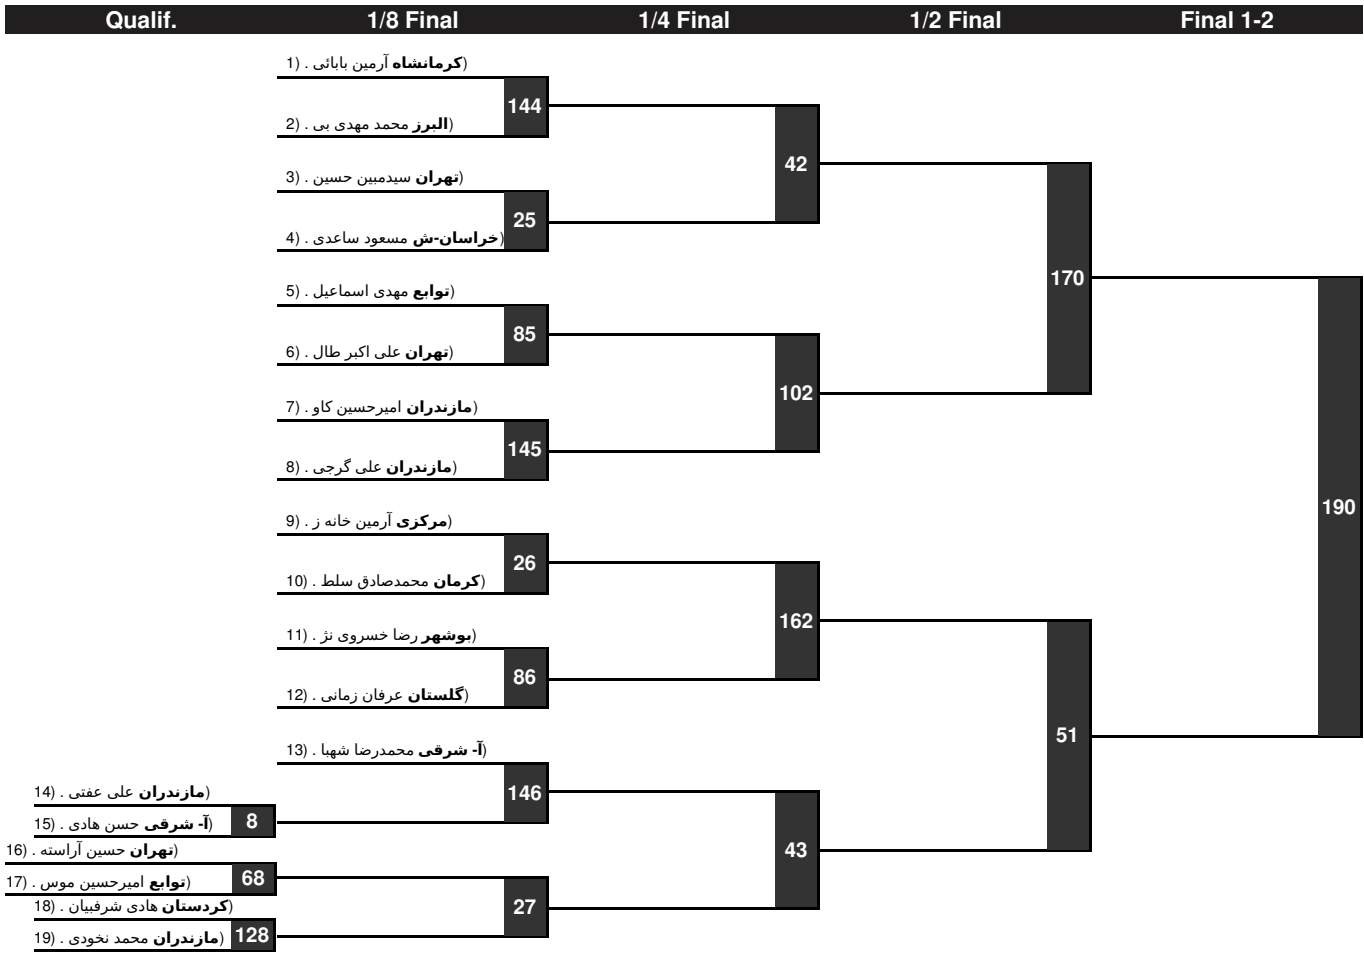 Qualif. 1/8 Final 1/4 Final 1/2 Final Final 1-2
1) . آرمین بابائی کرمانشاه)
144
2) . محمد مهدی بی البرز)
42
3) . سیدمبین حسین تهران)
25
4) . مسعود ساعدی خراسان-ش)
170
5) . مهدی اسماعیل توابع)
85
6) . علی اکبر طال تهران)
102
7) . امیرحسین کاو مازندران)
145
8) . علی گرجی مازندران)
190
9) . آرمین خانه ز مرکزی)
26
10) . محمدصادق سلط کرمان)
162
11) . رضا خسروی نژ بوشهر)
86
12) . عرفان زمانی گلستان)
51
13) . محمدرضا شهبا آ- شرقی)
146
14) . علی عفتی مازندران)
8
15) . حسن هادی آ- شرقی)
43
16) . حسین آراسته تهران)
68
17) . امیرحسین موس توابع)
27
18) . هادی شرفبیان کردستان)
128
19) . محمد نخودی مازندران)